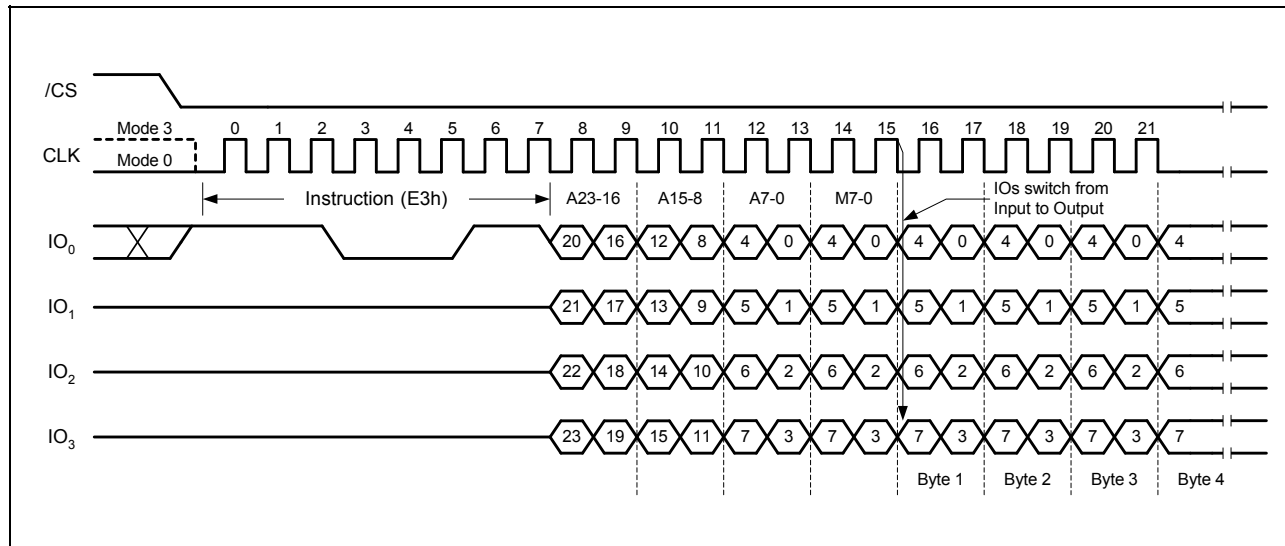 /CS
Mode 3 0 1 2 3 4 5 6 7 8 9 10 11 12 13 14 15 16 17 18 19 20 21
CLK
Mode 0
Instruction (E3h) A23-16 A15-8 A7-0 M7-0 IOs switch from
Input to Output
IO0 20 16 12 8 4 0 4 0 4 0 4 0 4 0 4
IO1 21 17 13 9 5 1 5 1 5 1 5 1 5 1 5
IO2 22 18 14 10 6 2 6 2 6 2 6 2 6 2 6
IO3 23 19 15 11 7 3 7 3 7 3 7 3 7 3 7
Byte 1 Byte 2 Byte 3 Byte 4